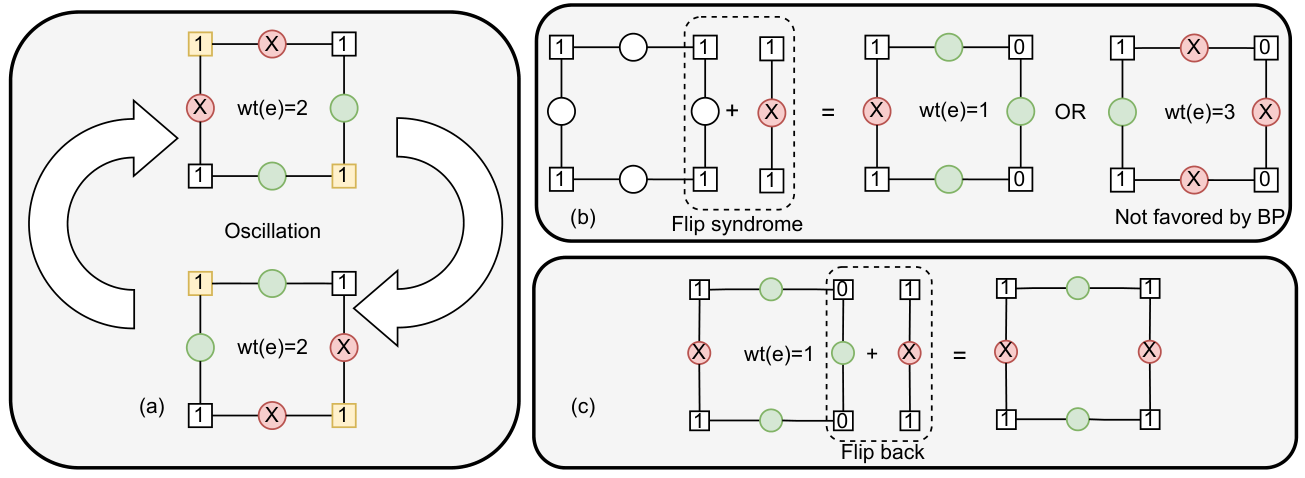 1 X 1
X wt(e)=2
1 1
Oscillation
1 1
wt(e)=2 X
(a) 1 X 1
1 1 1 1 0 1 X 0
+ X = X wt(e)=1 OR wt(e)=3 X
1 1 1 1 0 1 X 0
(b) Flip syndrome Not favored by BP
1 0 1 1 1
X wt(e)=1 + X = X X
(c) 1 0 1 1 1
Flip back